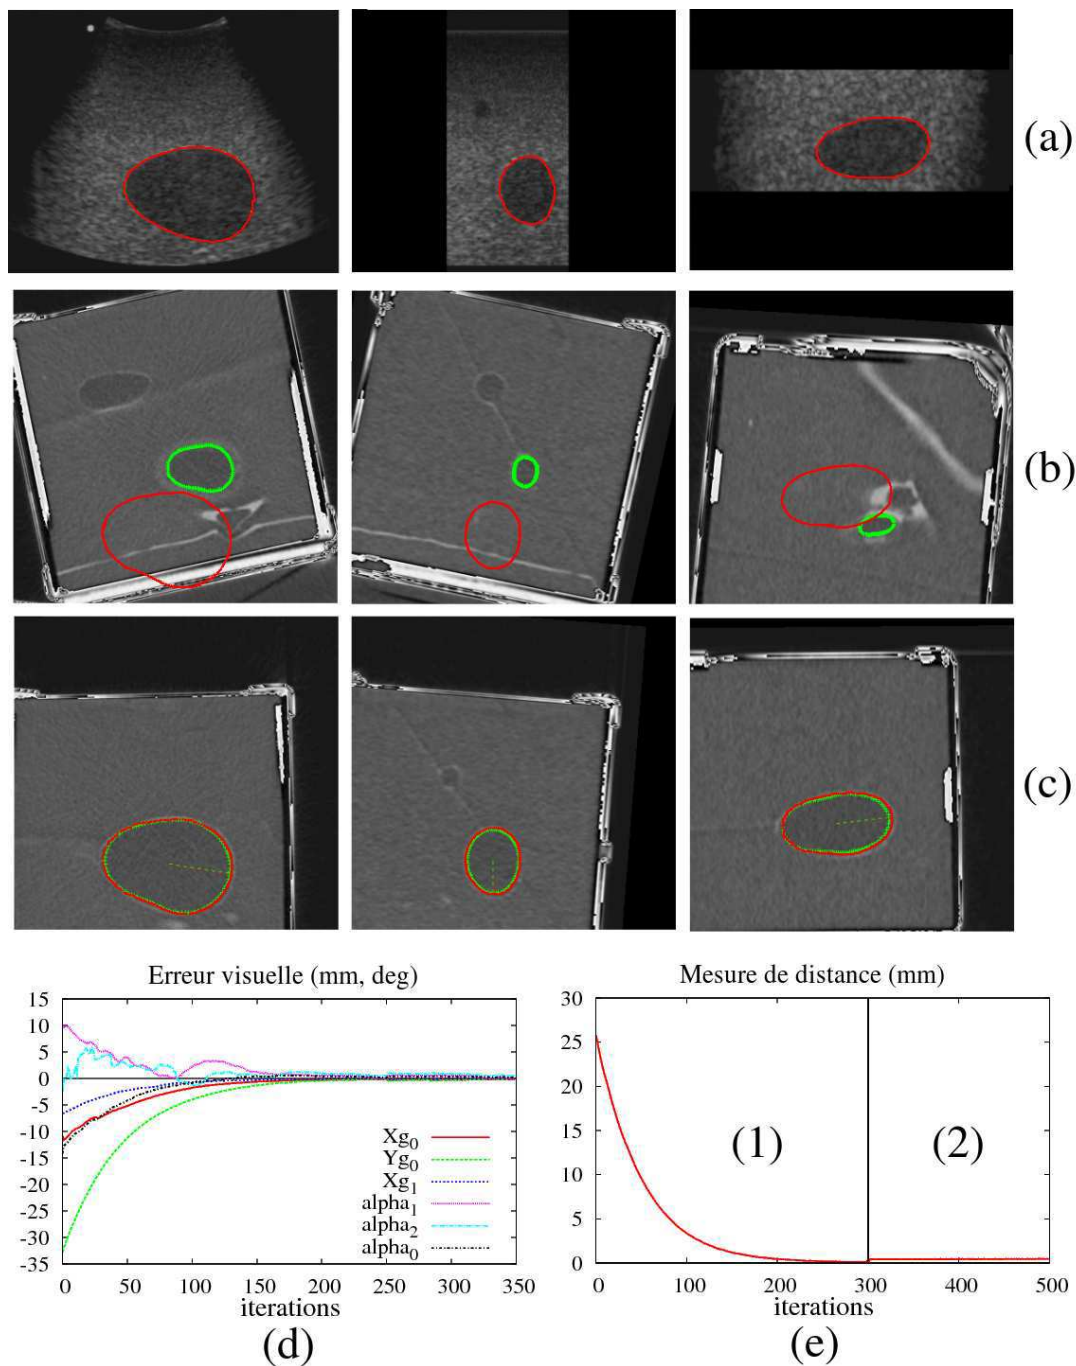 (a)
(b)
(c)
Erreur visuelle (mm, deg)
15
10
5
0
-5
-10
-15
-20
-25
-30
-35
Xg0
Yg0
Xg1
alpha1
alpha2
alpha0
0 50 100 150 200 250 300 350
iterations
(d)
Mesure de distance (mm)
30
25
20
15
10
5
0
(1)
(2)
0 100 200 300 400 500
iterations
(e)